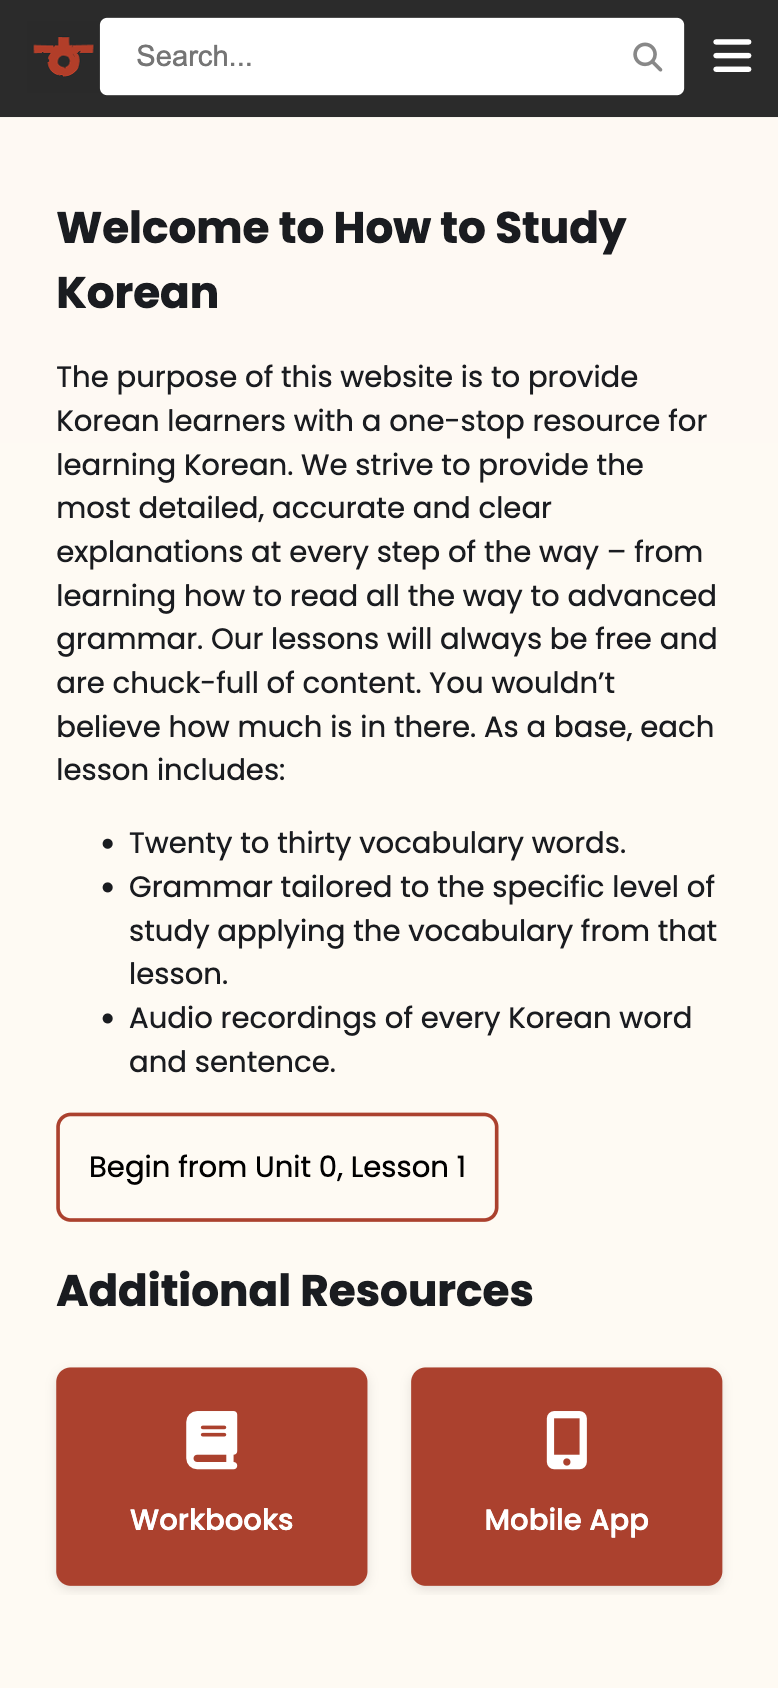 Search...
Welcome to How to Study
Korean
The purpose of this website is to provide
Korean learners with a one-stop resource for
learning Korean. We strive to provide the
most detailed, accurate and clear
explanations at every step of the way – from
learning how to read all the way to advanced
grammar. Our lessons will always be free and
are chuck-full of content. You wouldn’t
believe how much is in there. As a base, each
lesson includes:
• Twenty to thirty vocabulary words.
• Grammar tailored to the specific level of
study applying the vocabulary from that
lesson.
• Audio recordings of every Korean word
and sentence.
Begin from Unit 0, Lesson 1
Additional Resources
Workbooks
Mobile App